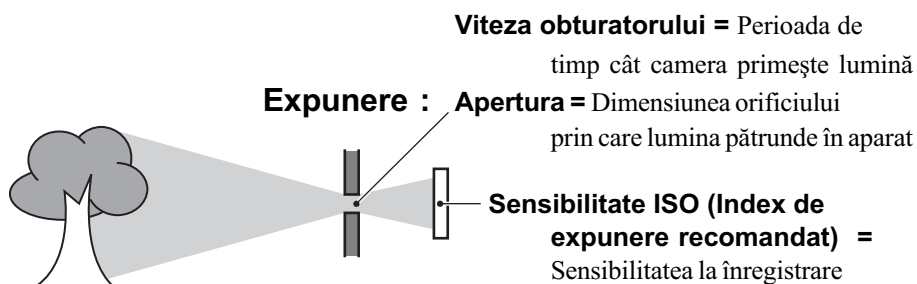 Viteza obturatorului = Perioada de
timp cât camera primeşte lumină
Expunere : Apertura = Dimensiunea orificiului
prin care lumina pătrunde în aparat
Sensibilitate ISO (Index de
expunere recomandat) =
Sensibilitatea la înregistrare